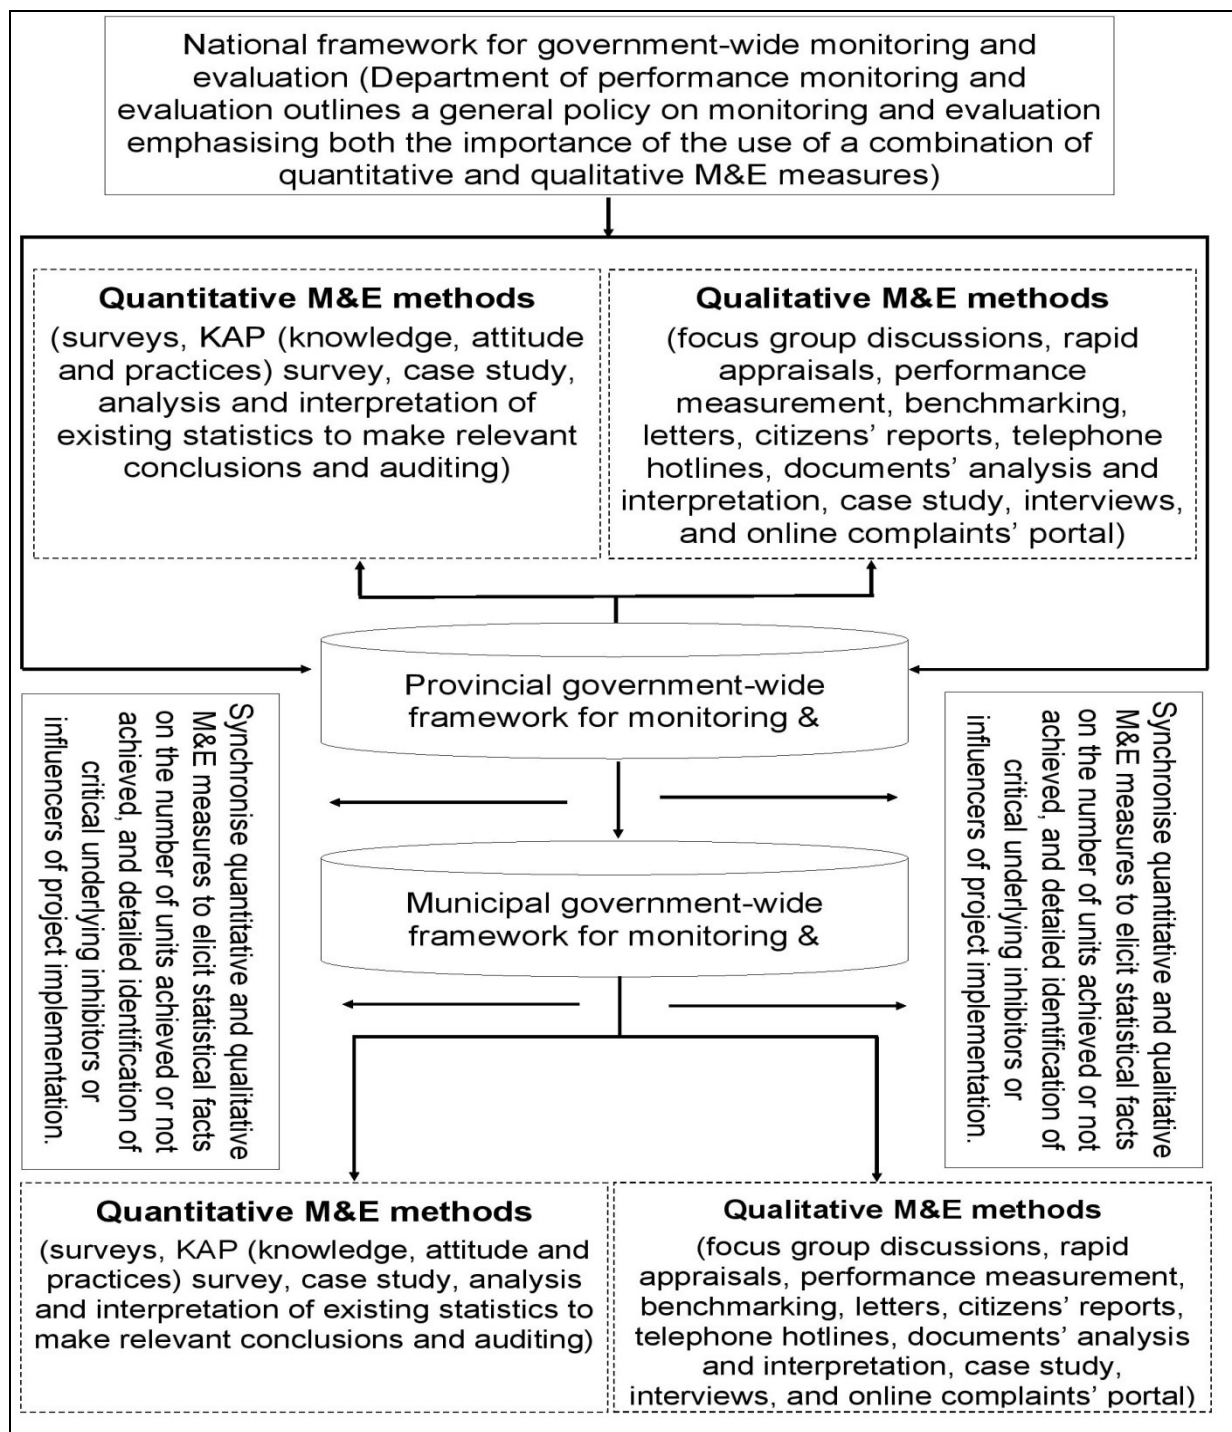 National framework for government-wide monitoring and
evaluation (Department of performance monitoring and
evaluation outlines a general policy on monitoring and evaluation
emphasising both the importance of the use of a combination of
quantitative and qualitative M&E measures)
Quantitative M&E methods
(surveys, KAP (knowledge, attitude
and practices) survey, case study,
analysis and interpretation of
existing statistics to make relevant
conclusions and auditing)
Qualitative M&E methods
(focus group discussions, rapid
appraisals, performance
measurement, benchmarking,
letters, citizens’ reports, telephone
hotlines, documents’ analysis and
interpretation, case study, interviews,
and online complaints’ portal)
Provincial government-wide
framework for monitoring &
Synchronise quantitative and qualitative
M&E measures to elicit statistical facts
on the number of units achieved or not
achieved, and detailed identification of
critical underlying inhibitors or
influencers of project implementation.
Synchronise quantitative and qualitative
M&E measures to elicit statistical facts
on the number of units achieved or not
achieved, and detailed identification of
critical underlying inhibitors or
influencers of project implementation.
Municipal government-wide
framework for monitoring &
Quantitative M&E methods
(surveys, KAP (knowledge, attitude and
practices) survey, case study, analysis
and interpretation of existing statistics to
make relevant conclusions and auditing)
Qualitative M&E methods
(focus group discussions, rapid
appraisals, performance measurement,
benchmarking, letters, citizens’ reports,
telephone hotlines, documents’ analysis
and interpretation, case study,
interviews, and online complaints’ portal)